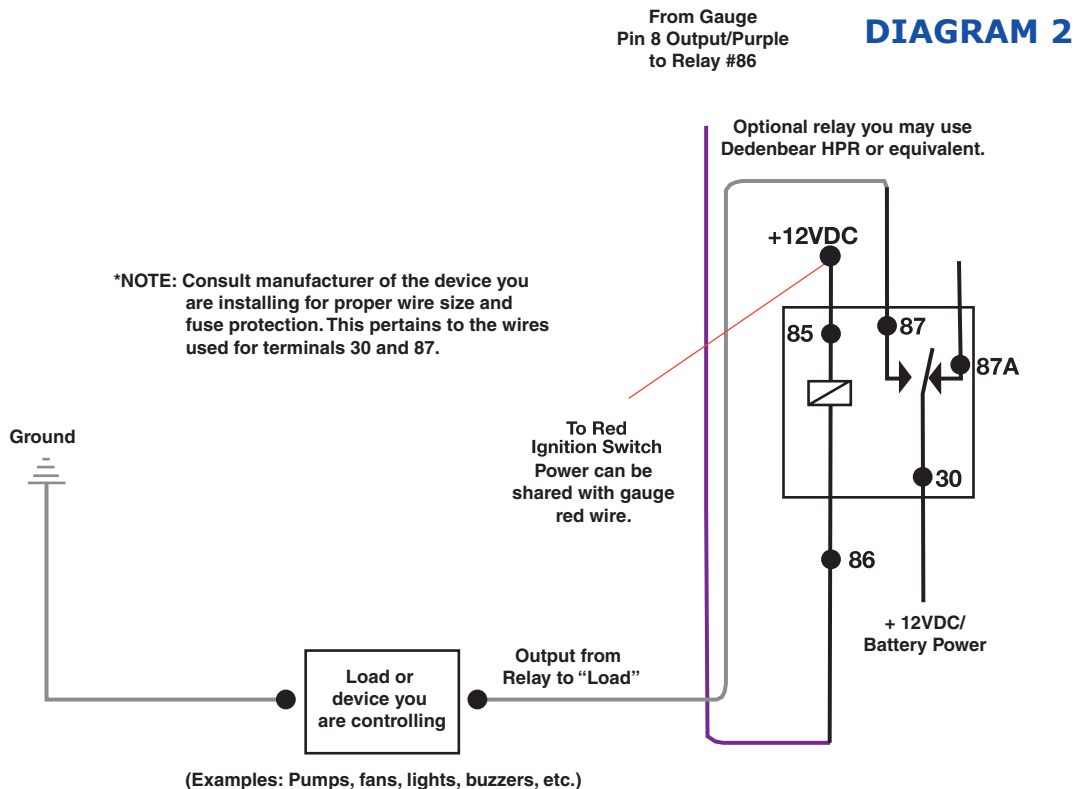 From Gauge
Pin 8 Output/Purple
to Relay #86
DIAGRAM 2
Optional relay you may use
Dedenbear HPR or equivalent.
+12VDC
*NOTE: Consult manufacturer of the device you
are installing for proper wire size and
fuse protection. This pertains to the wires
used for terminals 30 and 87.
85
87
87A
To Red
Ignition Switch
Power can be
shared with gauge
red wire.
Ground
30
86
+ 12VDC/
Battery Power
Output from
Relay to “Load”
Load or
device you
are controlling
(Examples: Pumps, fans, lights, buzzers, etc.)